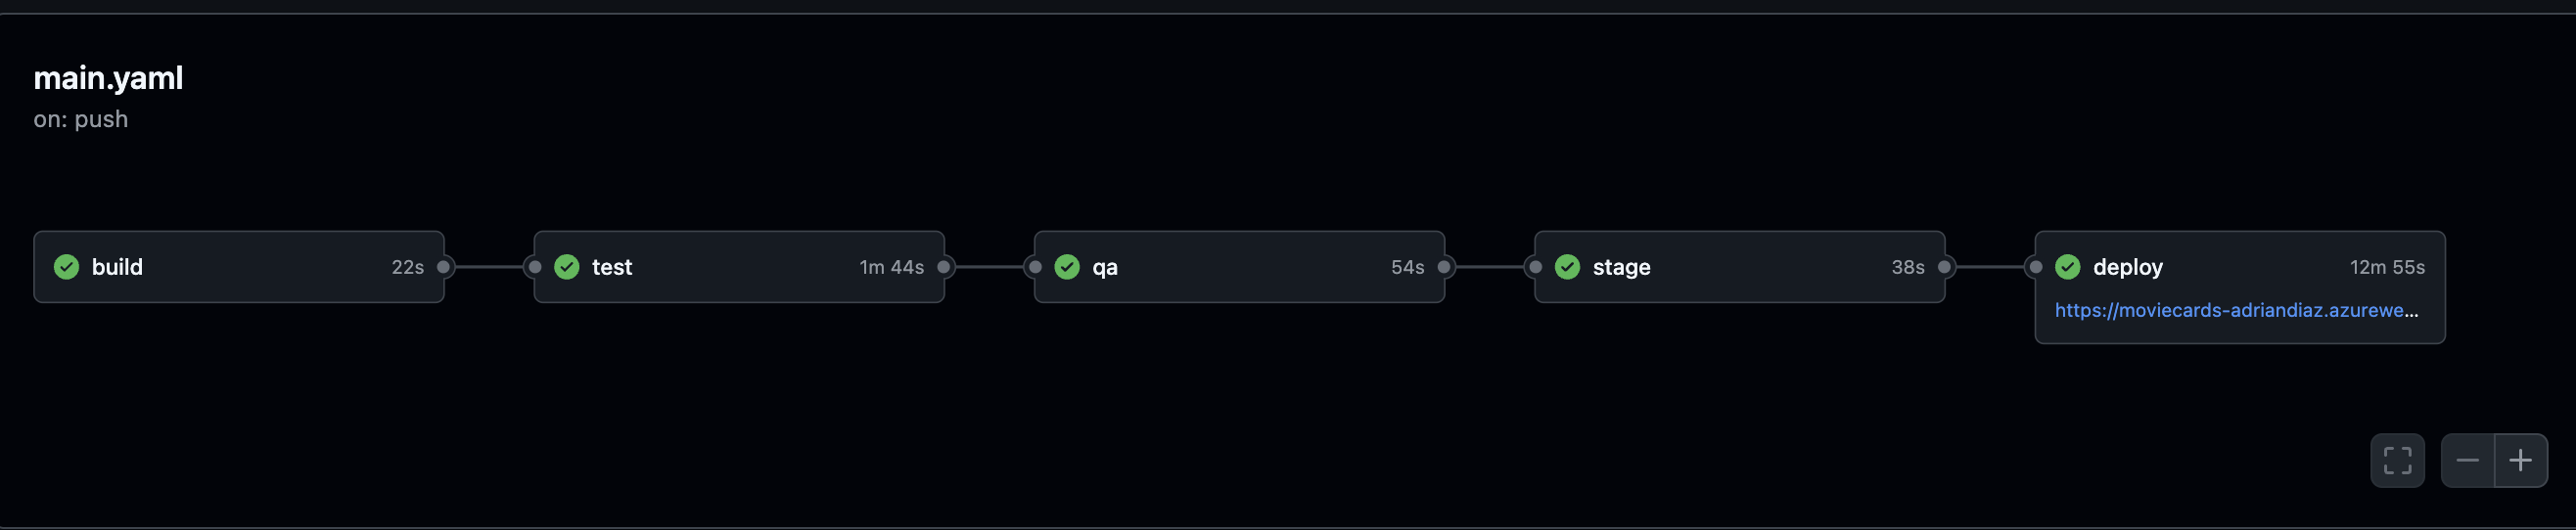 main.yaml
on: push
build 22s
test 1m 44s
qa 54s
stage 38s
deploy 12m 55s
https://moviecards-adriandiaz.azurewe...